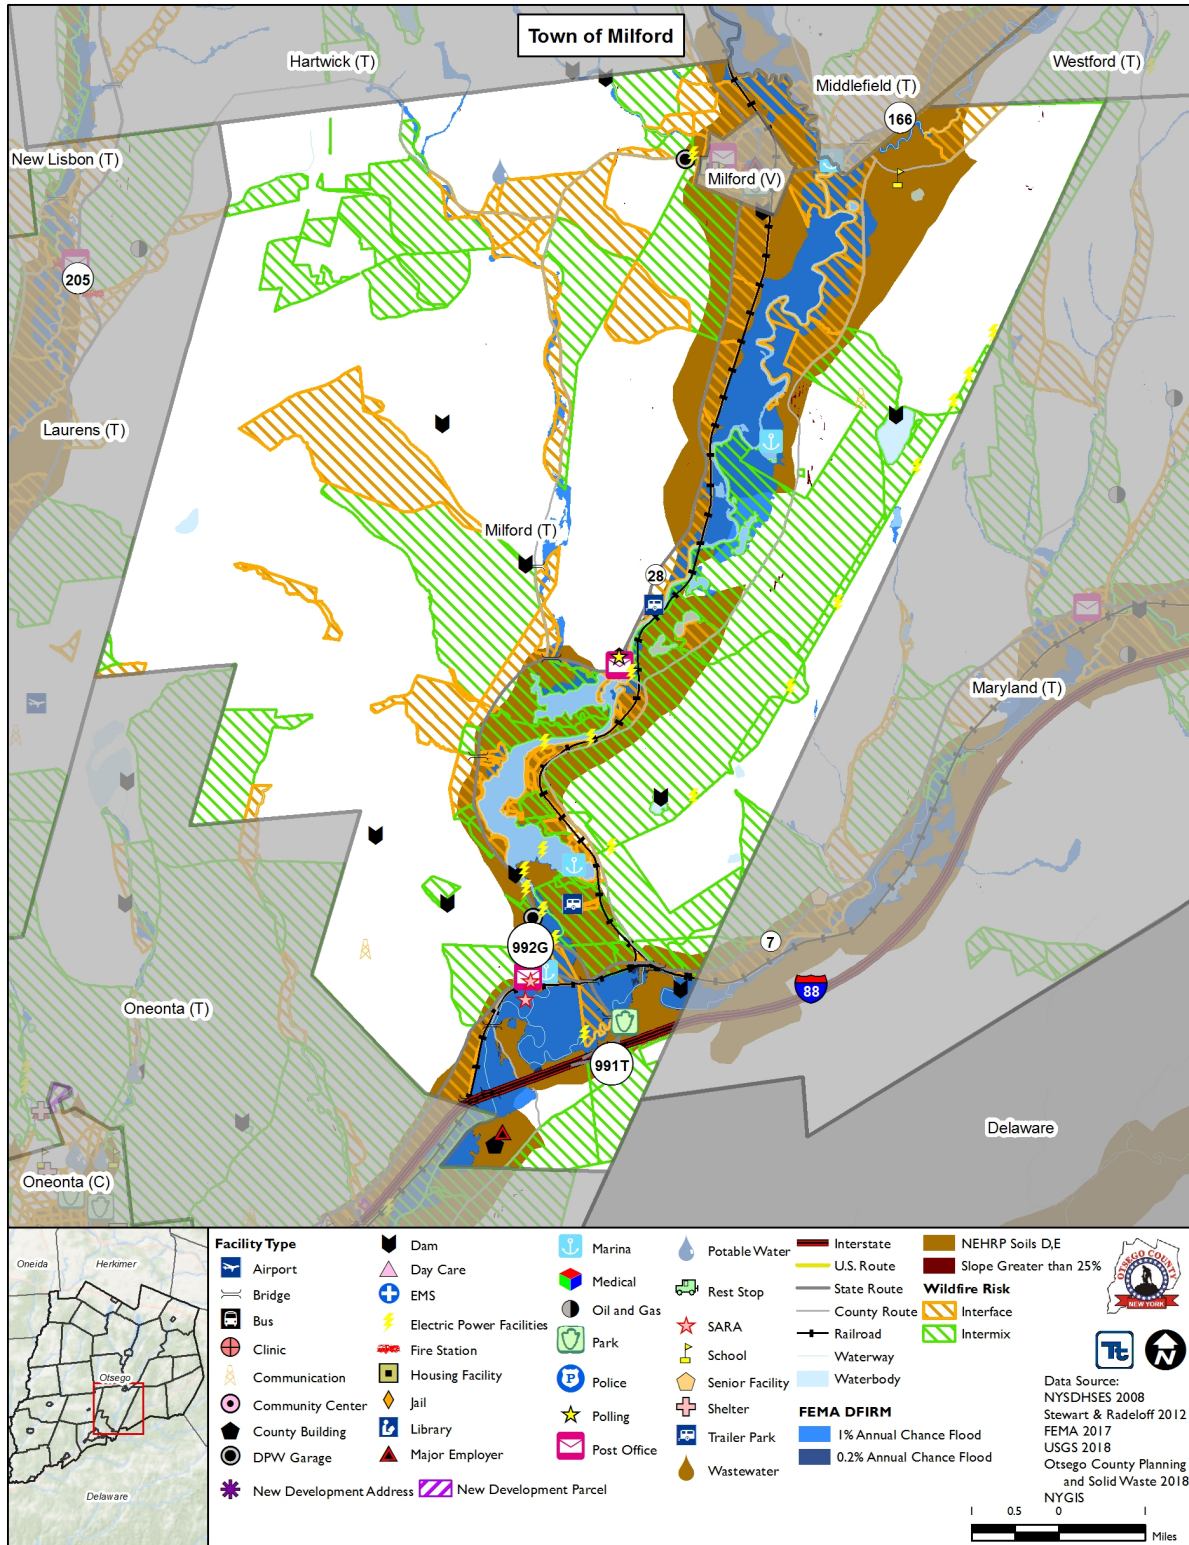 Town of Milford
Hartwick (T)
Westford (T)
Middlefield (T)
166
New Lisbon (T)
Milford (V)
205
Laurens (T)
Milford (T)
28
Maryland (T)
992G
7
88
Oneonta (T)
991T
Delaware
Oneonta (C)
Oneida
Herkimer
Otsego
Delaware
Facility Type
Airport
Bridge
Bus
Clinic
Communication
Community Center
County Building
DPW Garage
New Development Address
New Development Parcel
Dam
Day Care
EMS
Electric Power Facilities
Fire Station
Housing Facility
Jail
Library
Major Employer
Marina
Medical
Oil and Gas
Park
Police
Polling
Post Office
Potable Water
Rest Stop
SARA
School
Senior Facility
Shelter
Trailer Park
Wastewater
Interstate
U.S. Route
State Route
County Route
Railroad
Waterway
Waterbody
FEMA DFIRM
1% Annual Chance Flood
0.2% Annual Chance Flood
NEHRP Soils D,E
Slope Greater than 25%
Wildfire Risk
Interface
Intermix
OTSEGO COUNTY
NEW YORK
Tt
N
Data Source:
NYSDHSES 2008
Stewart & Radeloff 2012
FEMA 2017
USGS 2018
Otsego County Planning
and Solid Waste 2018
NYGIS
1 0.5 0 1
Miles